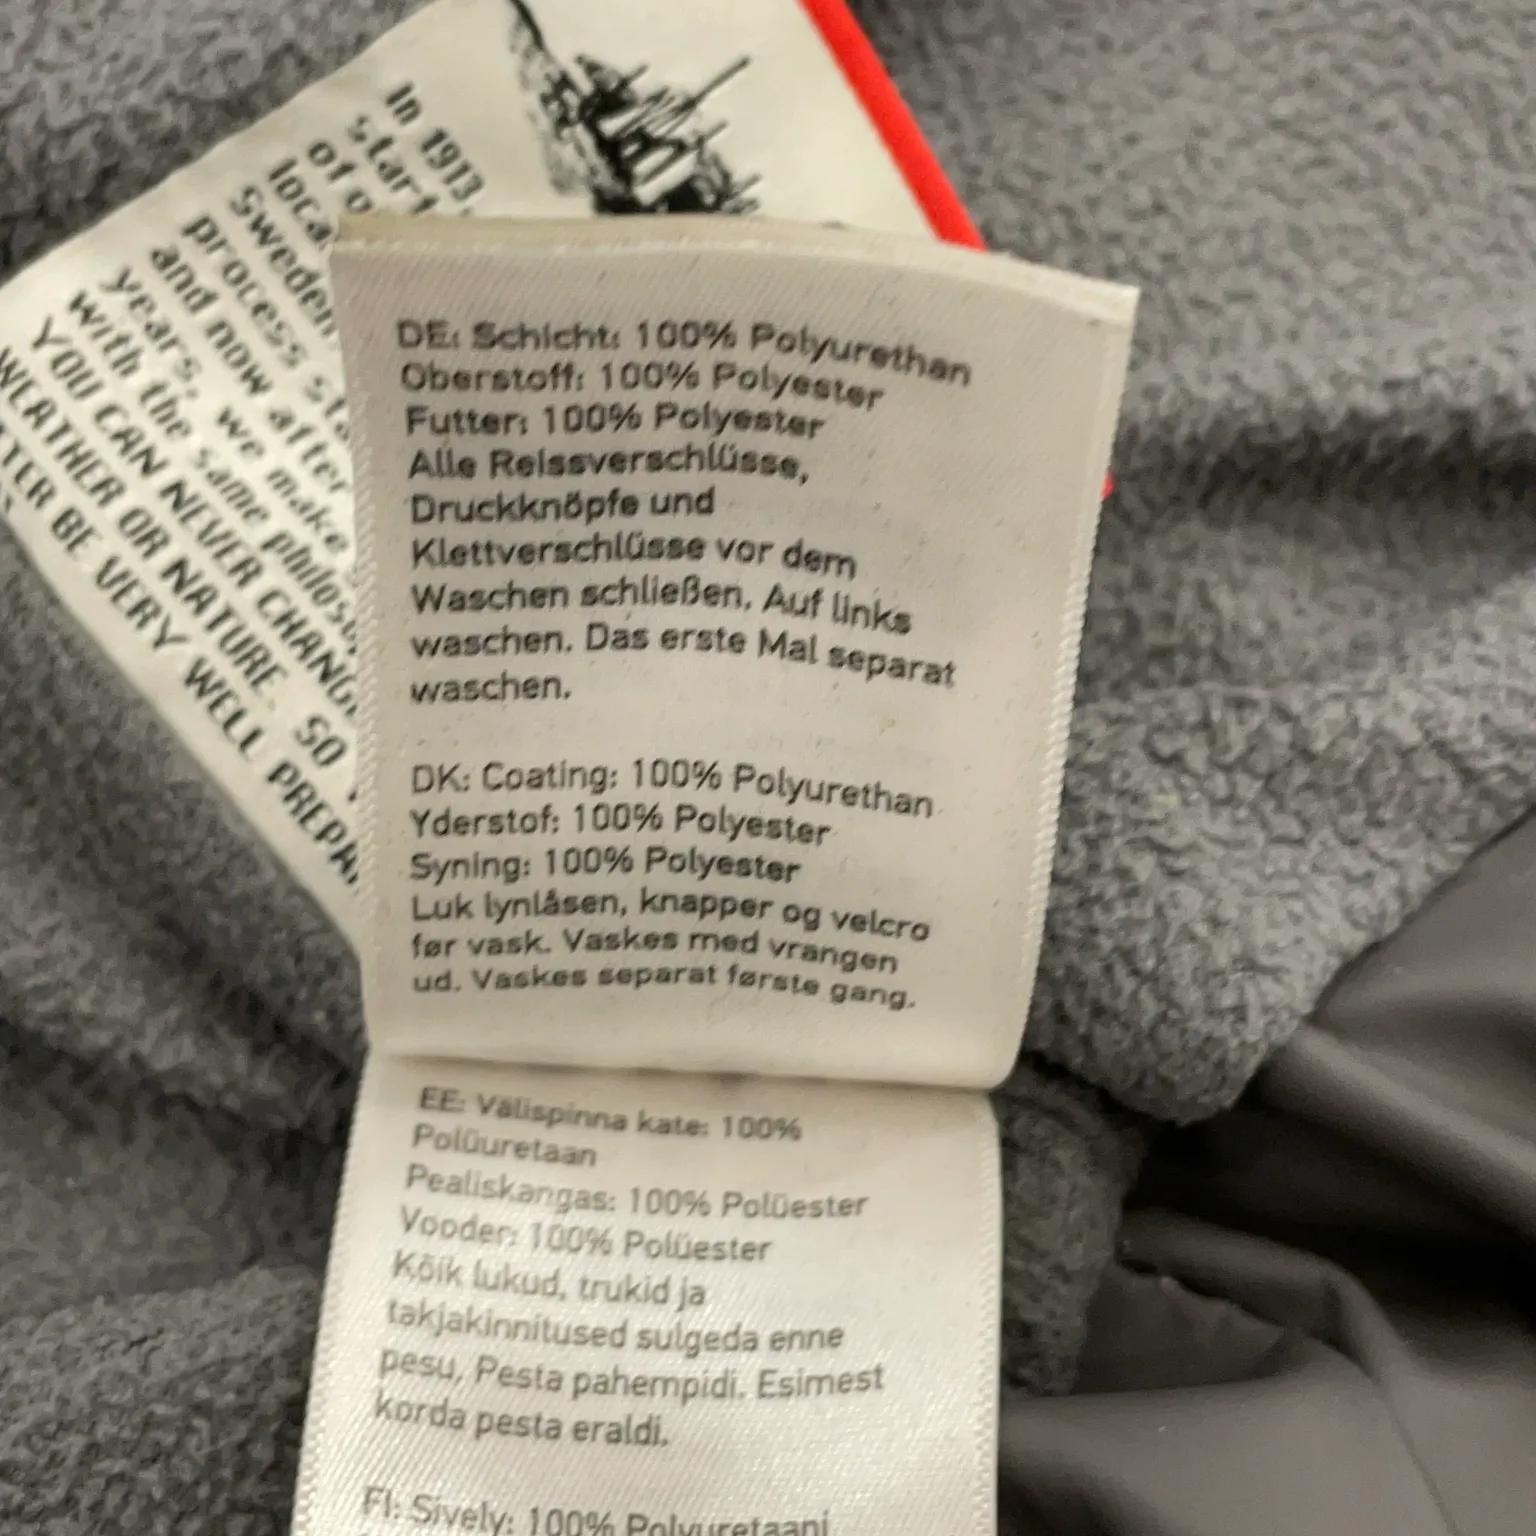 In 1913,
start
of o
loca
Sweden
process sta
and now after
years, we make
with the same philoso
YOU CAN NEVER CHANG
WEATHER OR NATURE. SO
TER BE VERY WELL PREPA
DE: Schicht: 100% Polyurethan
Oberstoff: 100% Polyester
Futter: 100% Polyester
Alle Reissverschlüsse,
Druckknöpfe und
Klettverschlüsse vor dem
Waschen schließen. Auf links
waschen. Das erste Mal separat
waschen.
DK: Coating: 100% Polyurethan
Yderstof: 100% Polyester
Syning: 100% Polyester
Luk lynlåsen, knapper og velcro
før vask. Vaskes med vrangen
ud. Vaskes separat første gang.
EE: Välispinna kate: 100%
Polüuretaan
Pealiskangas: 100% Polüester
Vooder: 100% Polüester
Kõik lukud, trukid ja
takjakinnitused sulgeda enne
pesu, Pesta pahempidi. Esimest
korda pesta eraldi.
FI: Sively: 100% Polyuretaani